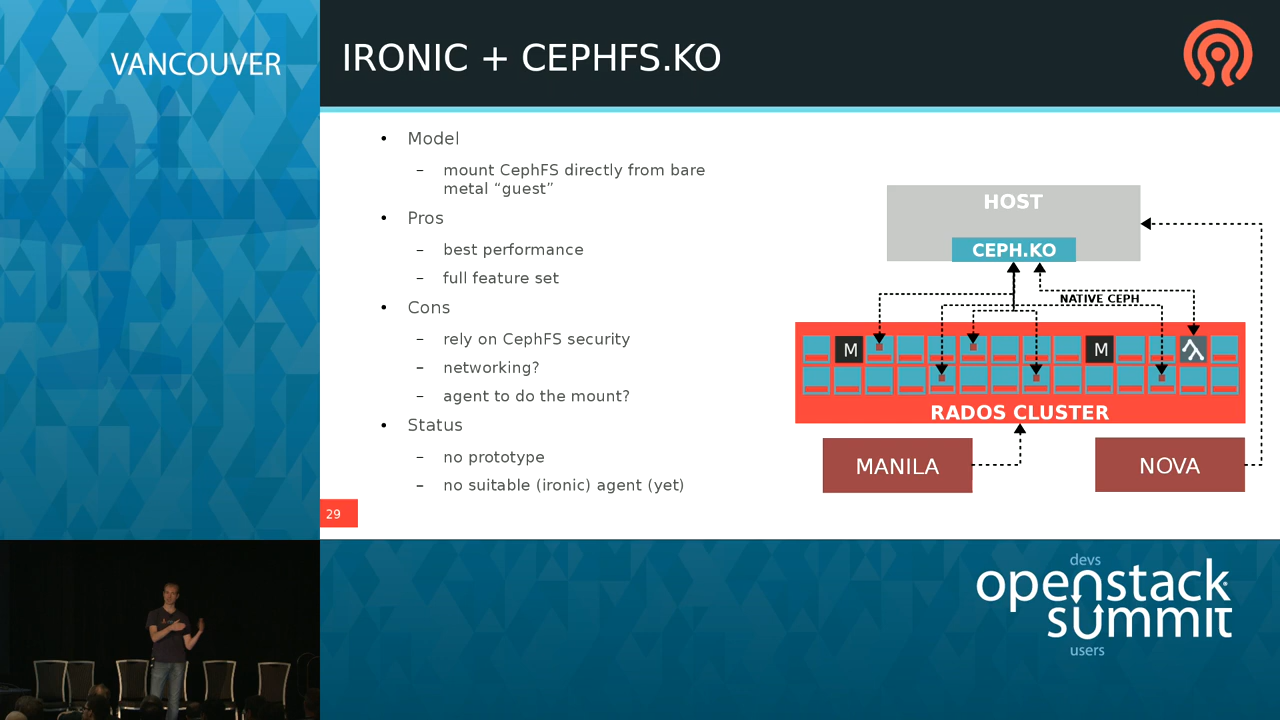 VANCOUVER
IRONIC + CEPHFS.KO
• Model
– mount CephFS directly from bare
metal “guest”
• Pros
– best performance
– full feature set
• Cons
– rely on CephFS security
– networking?
– agent to do the mount?
• Status
– no prototype
– no suitable (ironic) agent (yet)
29
HOST
CEPH.KO
NATIVE CEPH
M
M
RADOS CLUSTER
MANILA
NOVA
devs
openstack
summit
users